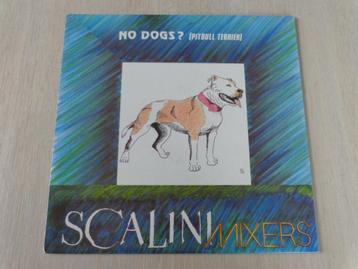 NO DOGS? (PITBULL TERRIER)
SCALINI MIXERS